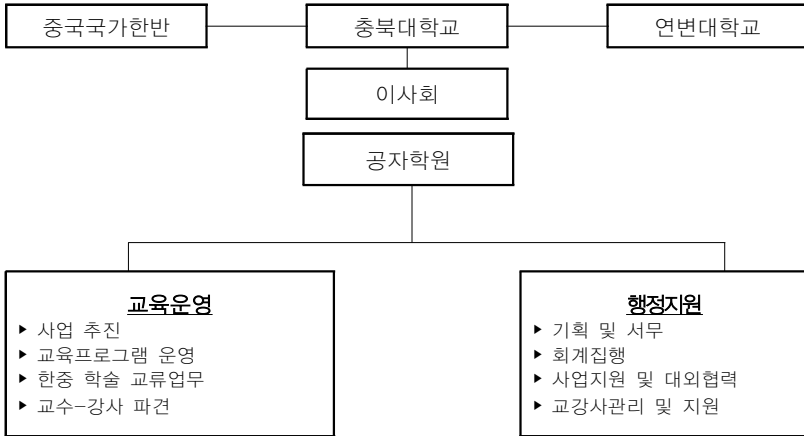 중국국가한반
충북대학교
연변대학교
이사회
공자학원
교육운영
▶ 사업 추진
▶ 교육프로그램 운영
▶ 한중 학술 교류업무
▶ 교수-강사 파견
행정지원
▶ 기획 및 서무
▶ 회계집행
▶ 사업지원 및 대외협력
▶ 교강사관리 및 지원